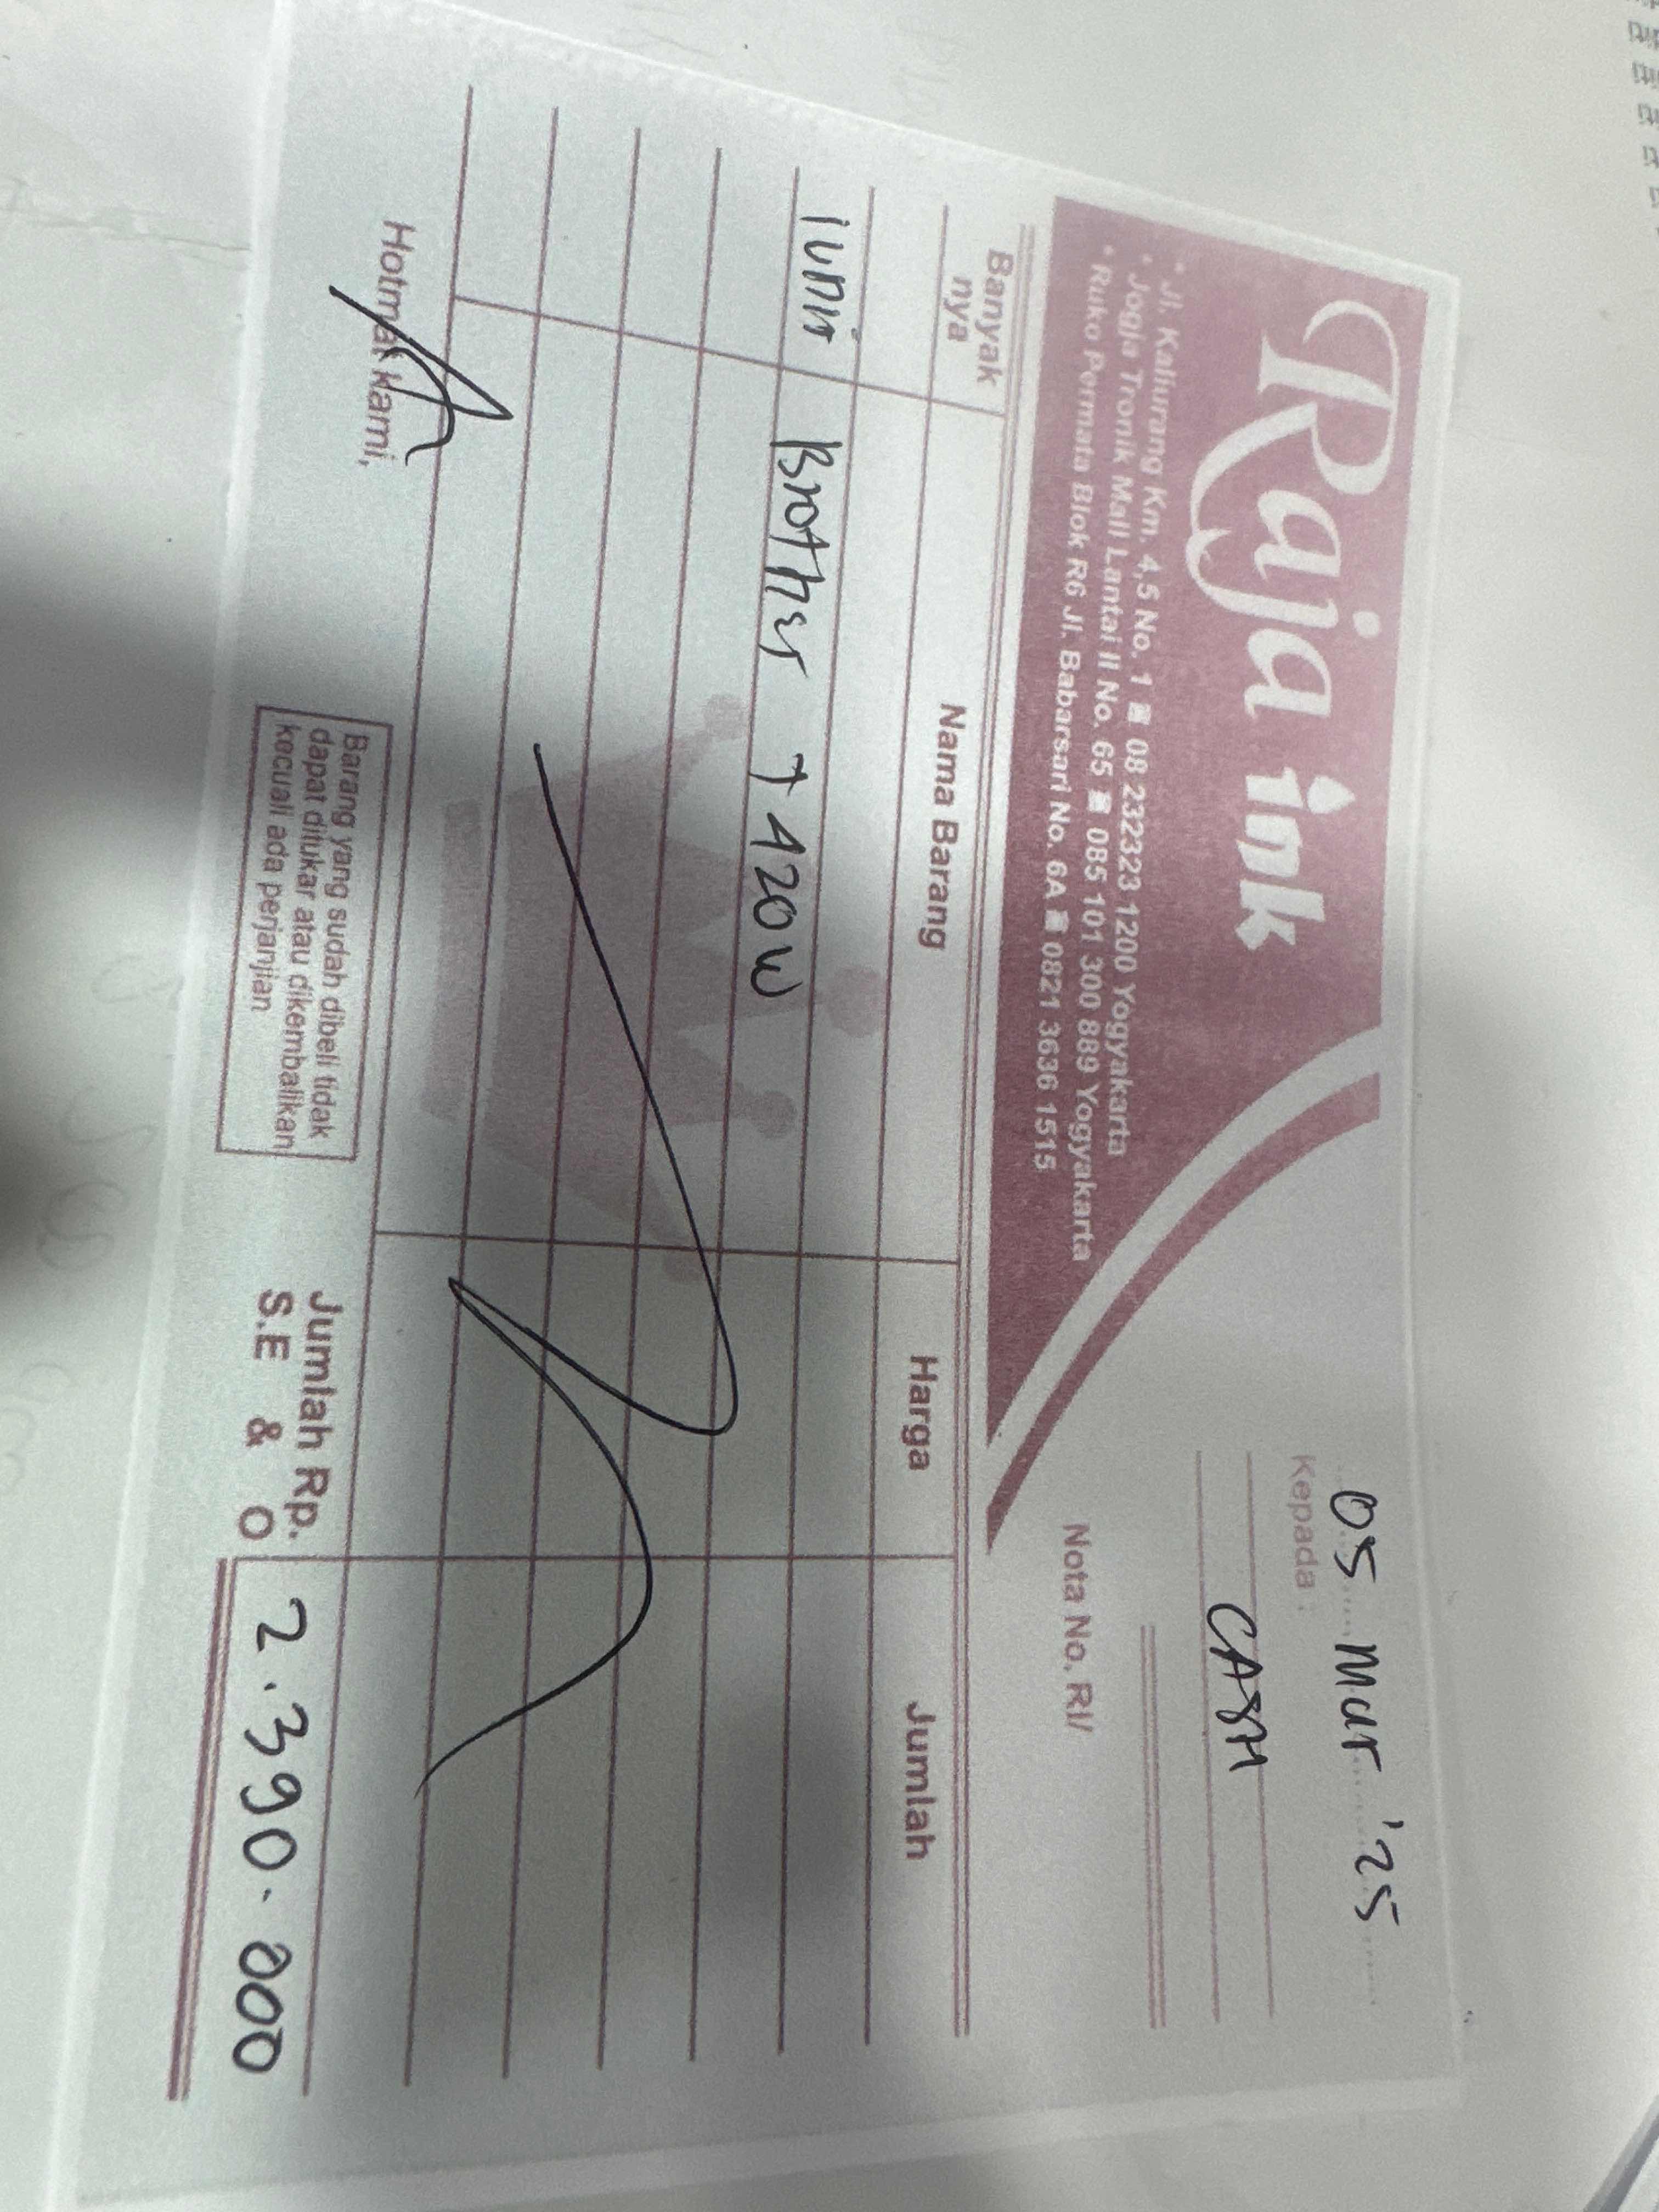 Raja ink
• Jl. Kaliurang Km. 4,5 No. 1 08 232323 1200 Yogyakarta
• Jogja Tronik Mall Lantai II No. 65 085 101 300 889 Yogyakarta
• Ruko Permata Blok R6 Jl. Babarsari No. 6A 0821 3636 1515
05 Mar '25
Kepada :
CASH
Nota No. RI/
Banyak nya Nama Barang Harga Jumlah
1 unit Brother T420W
Hormat Kami,
Barang yang sudah dibeli tidak
dapat ditukar atau dikembalikan
kecuali ada perjanjian
Jumlah Rp. 2.390.000
S.E & O